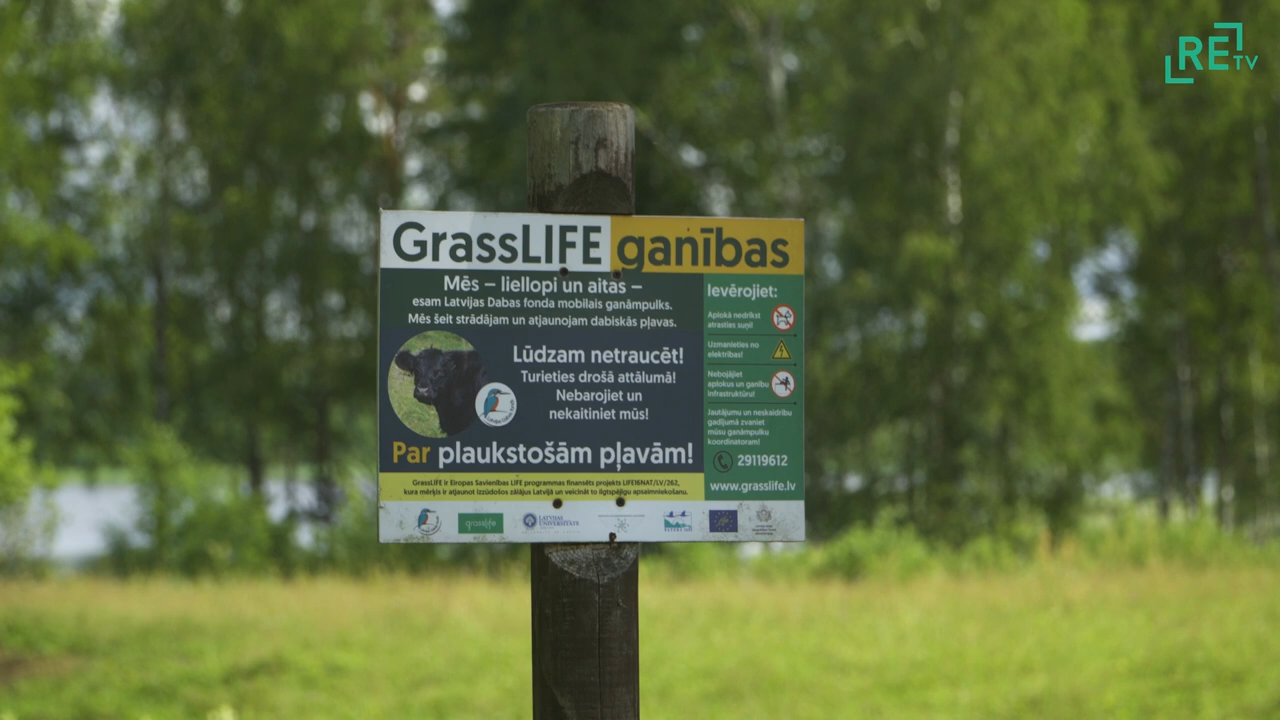 RE TV
GrassLIFE ganības
Mēs – liellopi un aitas –
esam Latvijas Dabas fonda mobilais ganāmpulks.
Mēs šeit strādājam un atjaunojam dabiskās pļavas.
Lūdzam netraucēt!
Turieties drošā attālumā!
Nebarojiet un
nekaitiniet mūs!
Par plaukstošām pļavām!
Ievērojiet:
Aplokā nedrīkst
atrasties suņi!
Uzmanieties no
elektrības!
Nebojājiet
aplokus un ganību
infrastruktūru!
Jautājumu un neskaidrību
gadījumā zvaniet
mūsu ganāmpulku
koordinatoram!
29119612
www.grasslife.lv
GrassLIFE ir Eiropas Savienības LIFE programmas finansēts projekts LIFE16NAT/LV/262,
kura mērķis ir atjaunot izzūdošos zālājus Latvijā un veicināt to ilgtspējīgu apsaimniekošanu.
grasslife
LATVIJAS
UNIVERSITĀTE